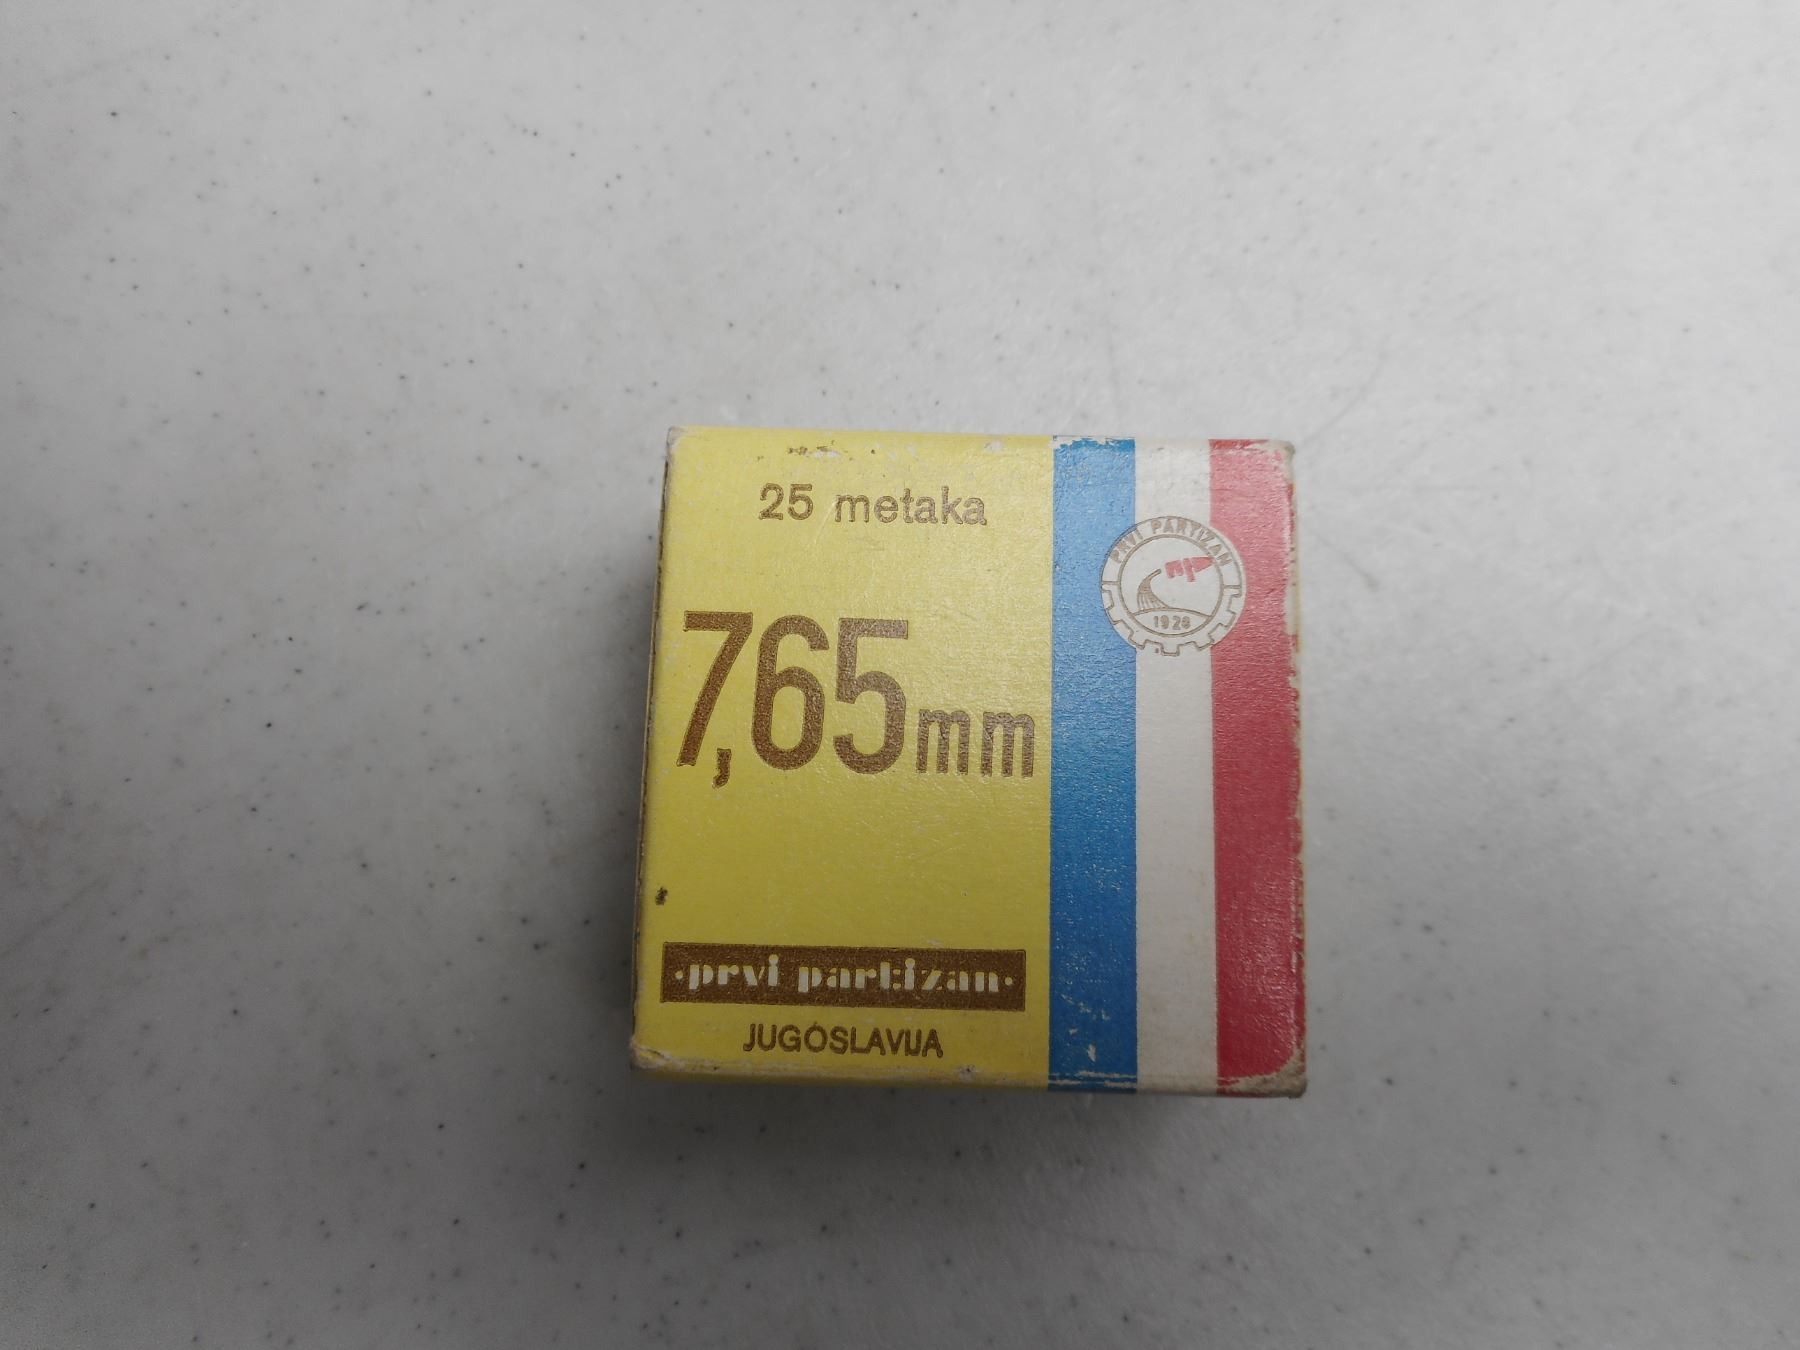 25 metaka
7,65mm
PRVI PARTIZAN
1928
•prvi partizan•
JUGOSLAVIJA